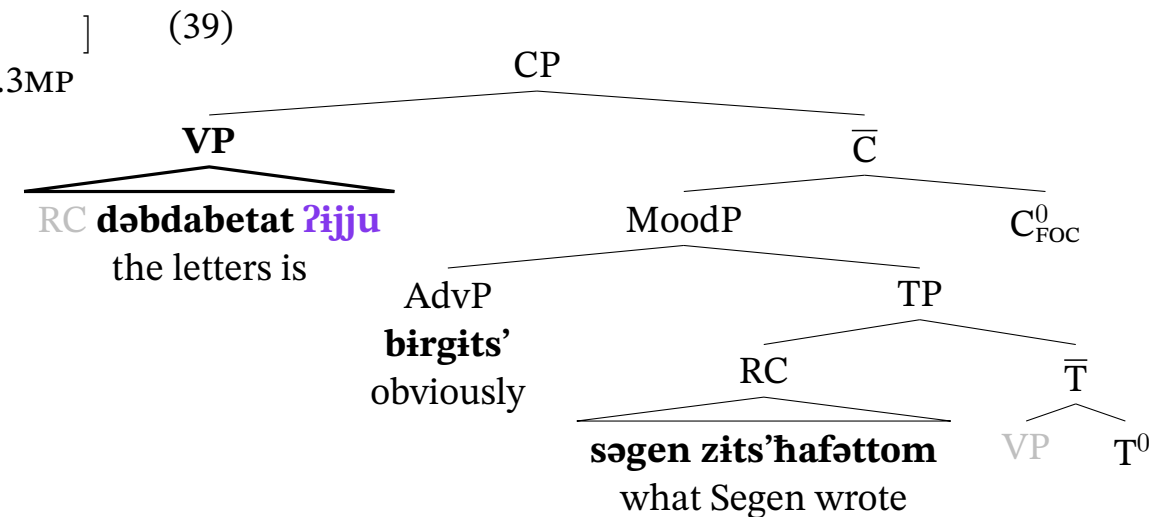 ] (39)
.3MP
CP
VP C̅
RC dəbdabetat ʔɨjju MoodP C⁰FOC
the letters is
AdvP TP
bɨrgɨts’
obviously RC T̅
səgen zɨts’ħafəttom VP T⁰
what Segen wrote